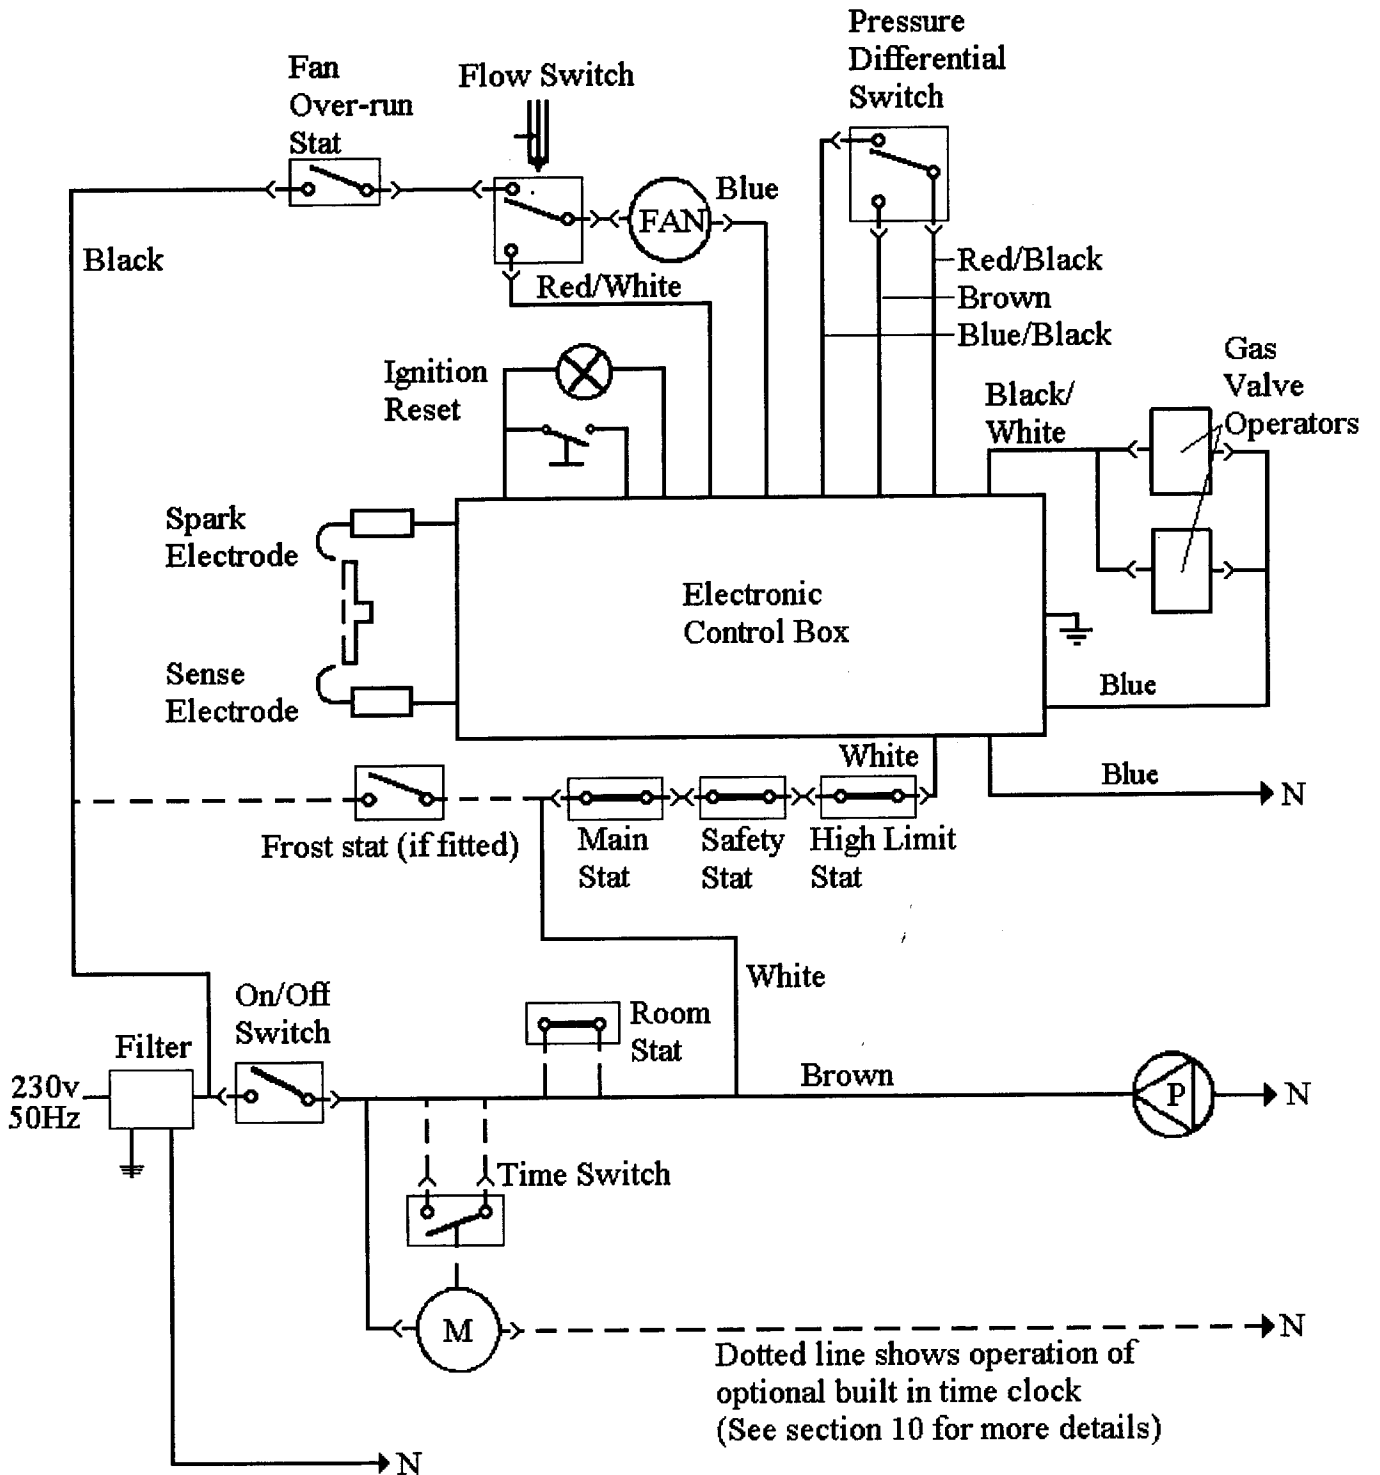 Pressure
Differential
Switch
Fan
Over-run
Stat
Flow Switch
Blue
FAN
Black
Red/White
Red/Black
Brown
Blue/Black
Gas
Valve
Operators
Ignition
Reset
Black/
White
Spark
Electrode
Electronic
Control Box
Sense
Electrode
Blue
White
Blue
N
Frost stat (if fitted)
Main
Stat
Safety
Stat
High Limit
Stat
White
On/Off
Switch
Room
Stat
Filter
Brown
230v
50Hz
P
N
Time Switch
M
N
Dotted line shows operation of
optional built in time clock
(See section 10 for more details)
N